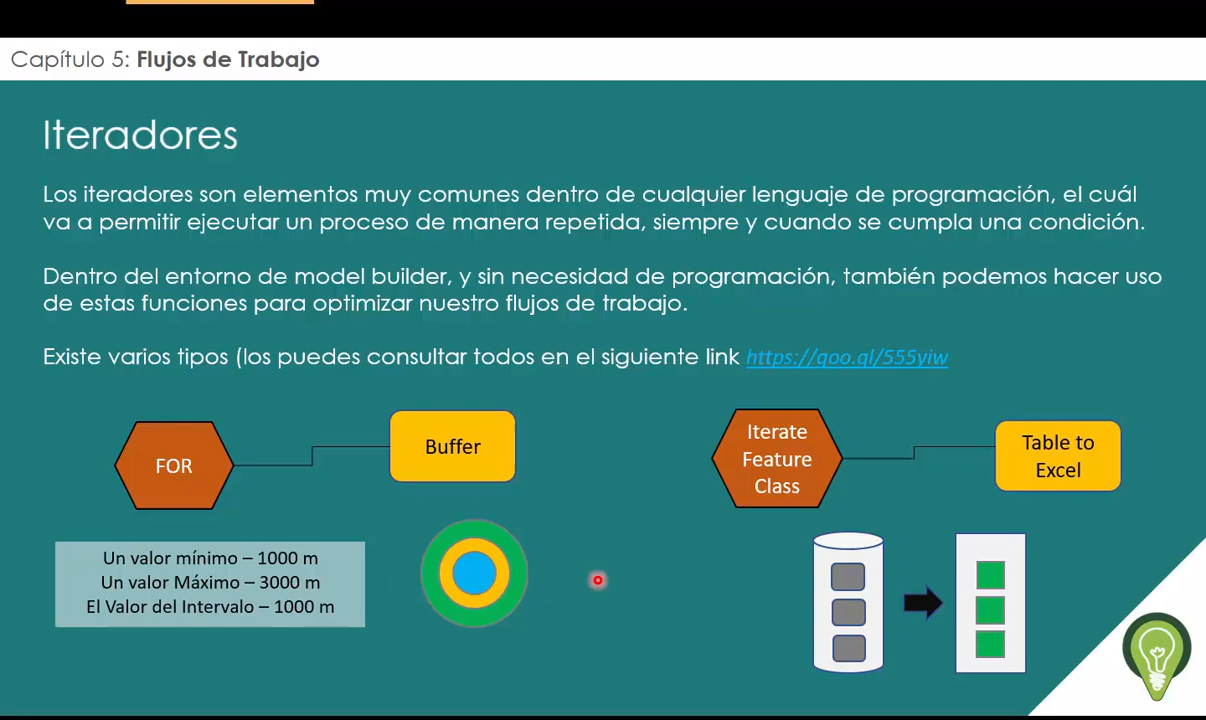 Capítulo 5: Flujos de Trabajo
Iteradores
Los iteradores son elementos muy comunes dentro de cualquier lenguaje de programación, el cuál
va a permitir ejecutar un proceso de manera repetida, siempre y cuando se cumpla una condición.
Dentro del entorno de model builder, y sin necesidad de programación, también podemos hacer uso
de estas funciones para optimizar nuestro flujos de trabajo.
Existe varios tipos (los puedes consultar todos en el siguiente link https://goo.gl/555yiw
FOR
Buffer
Iterate
Feature
Class
Table to
Excel
Un valor mínimo – 1000 m
Un valor Máximo – 3000 m
El Valor del Intervalo – 1000 m